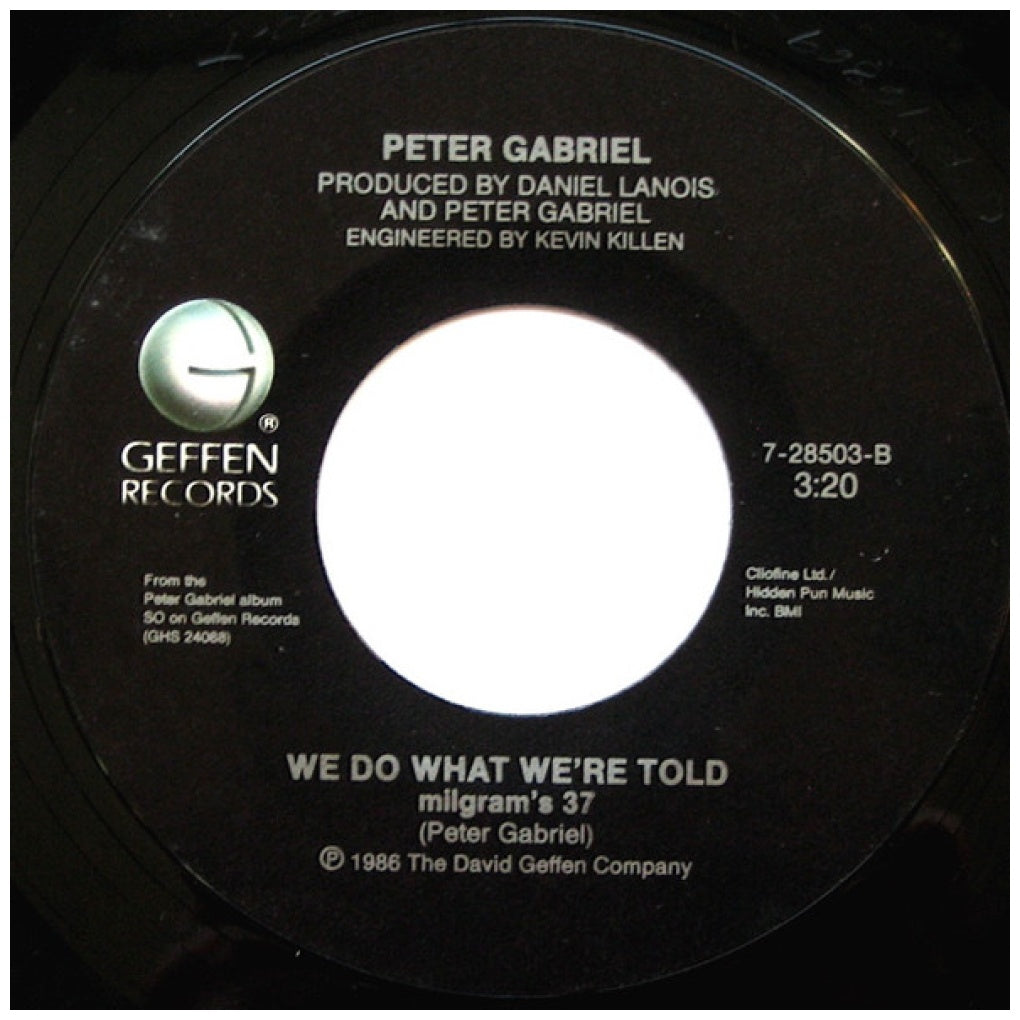 PETER GABRIEL
PRODUCED BY DANIEL LANOIS
AND PETER GABRIEL
ENGINEERED BY KEVIN KILLEN
®
GEFFEN
RECORDS
7-28503-B
3:20
From the
Peter Gabriel album
SO on Geffen Records
(GHS 24088)
Cliofine Ltd./
Hidden Pun Music
Inc. BMI
WE DO WHAT WE'RE TOLD
milgram's 37
(Peter Gabriel)
℗ 1986 The David Geffen Company